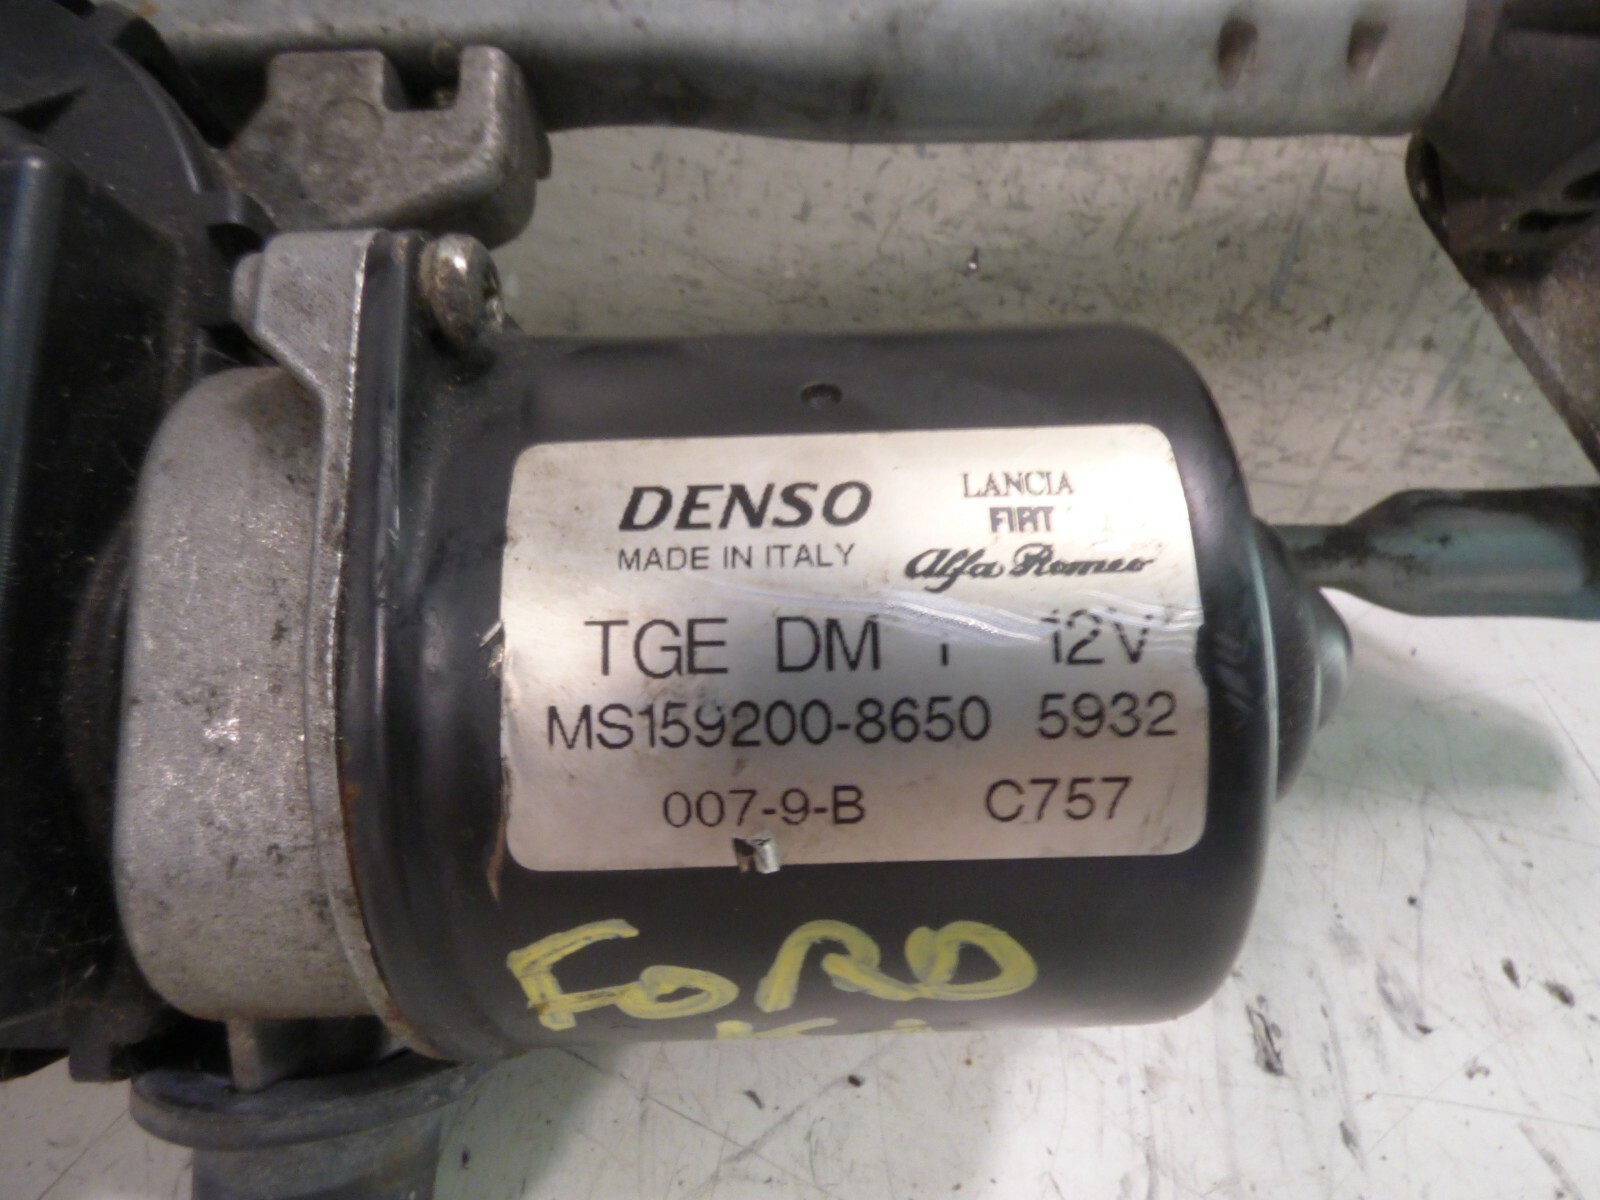 DENSO
MADE IN ITALY
LANCIA
FIAT
Alfa Romeo
TGE DM 12V
MS159200-8650 5932
007-9-B C757
FORD